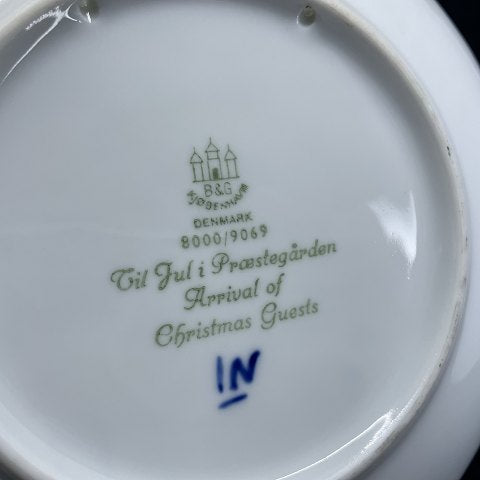 B&G
KJØBENHAVN
DENMARK
8000/9069
Til Jul i Præstegården
Arrival of
Christmas Guests
IN